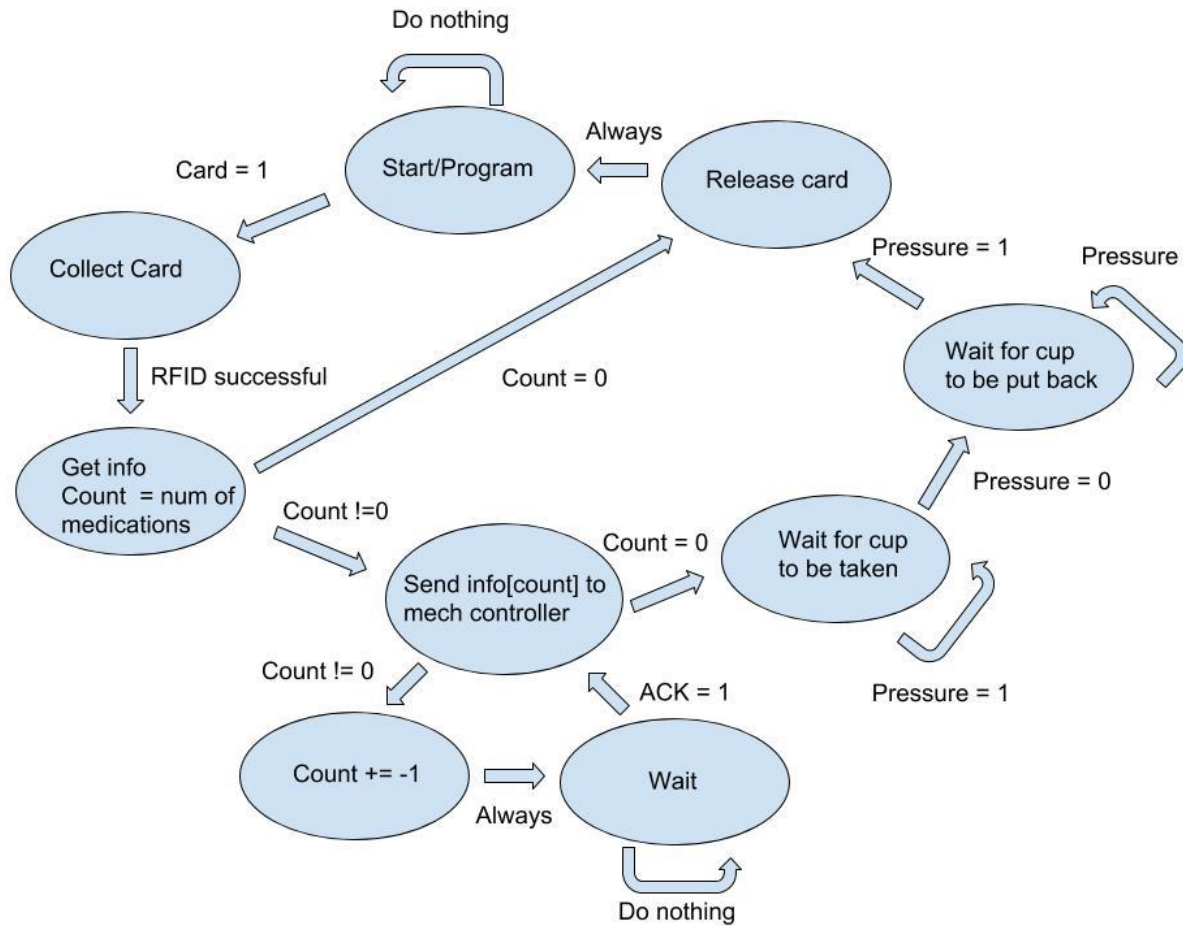 Do nothing
Always
Start/Program
Release card
Card = 1
Collect Card
Pressure = 1
Pressure
RFID successful
Count = 0
Wait for cup
to be put back
Get info
Count  = num of
medications
Pressure = 0
Count !=0
Count = 0
Wait for cup
to be taken
Send info[count] to
mech controller
Count != 0
ACK = 1
Pressure = 1
Count += -1
Wait
Always
Do nothing